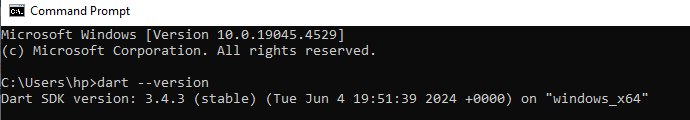 Command Prompt
Microsoft Windows [Version 10.0.19045.4529]
(c) Microsoft Corporation. All rights reserved.
C:\Users\hp>dart --version
Dart SDK version: 3.4.3 (stable) (Tue Jun 4 19:51:39 2024 +0000) on "windows_x64"